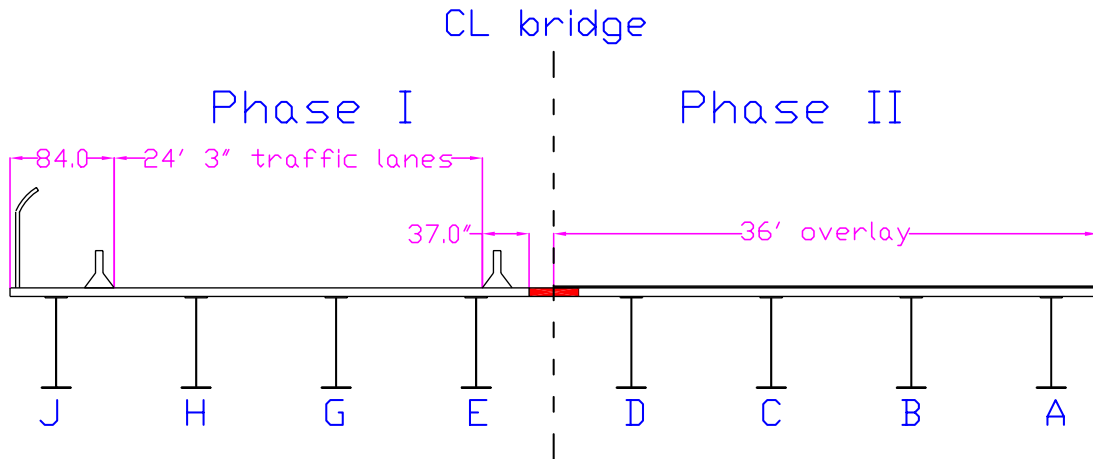 CL bridge
Phase I
Phase II
84.0
24' 3" traffic lanes
37.0"
36' overlay
J
H
G
E
D
C
B
A